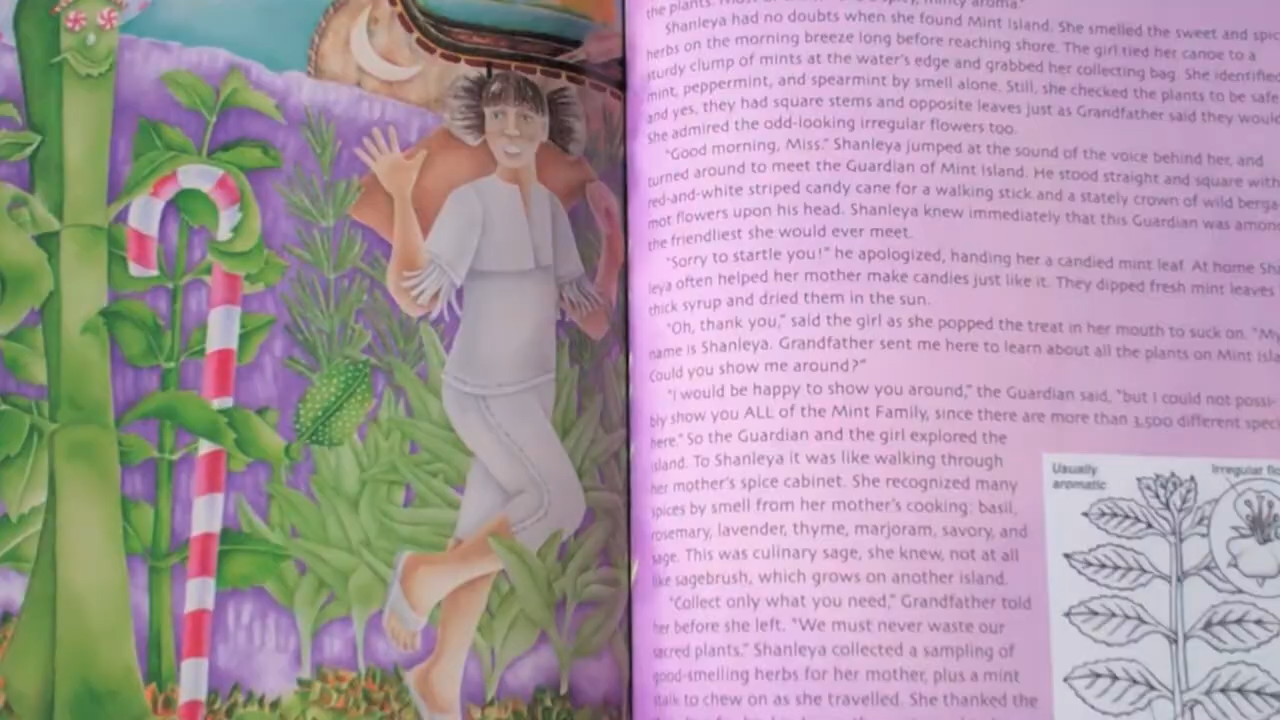 the plants.
Shanleya had no doubts when she found Mint Island. She smelled the sweet and spic
herbs on the morning breeze long before reaching shore. The girl tied her canoe to a
sturdy clump of mints at the water's edge and grabbed her collecting bag. She identified
mint, peppermint, and spearmint by smell alone. Still, she checked the plants to be safe
and yes, they had square stems and opposite leaves just as Grandfather said they would
She admired the odd-looking irregular flowers too.
"Good morning, Miss." Shanleya jumped at the sound of the voice behind her, and
turned around to meet the Guardian of Mint Island. He stood straight and square with
red-and-white striped candy cane for a walking stick and a stately crown of wild berga-
mot flowers upon his head. Shanleya knew immediately that this Guardian was among
the friendliest she would ever meet.
"Sorry to startle you!" he apologized, handing her a candied mint leaf. At home Sha
leya often helped her mother make candies just like it. They dipped fresh mint leaves
thick syrup and dried them in the sun.
"Oh, thank you," said the girl as she popped the treat in her mouth to suck on. "My
name is Shanleya. Grandfather sent me here to learn about all the plants on Mint Isla
Could you show me around?"
"I would be happy to show you around," the Guardian said, "but I could not possi-
bly show you ALL of the Mint Family, since there are more than 3,500 different speci
here." So the Guardian and the girl explored the
island. To Shanleya it was like walking through
her mother's spice cabinet. She recognized many
spices by smell from her mother's cooking: basil,
rosemary, lavender, thyme, marjoram, savory, and
sage. This was culinary sage, she knew, not at all
like sagebrush, which grows on another island.
"Collect only what you need," Grandfather told
her before she left. "We must never waste our
sacred plants." Shanleya collected a sampling of
good-smelling herbs for her mother, plus a mint
stalk to chew on as she travelled. She thanked the
Usually
aromatic
Irregular flo